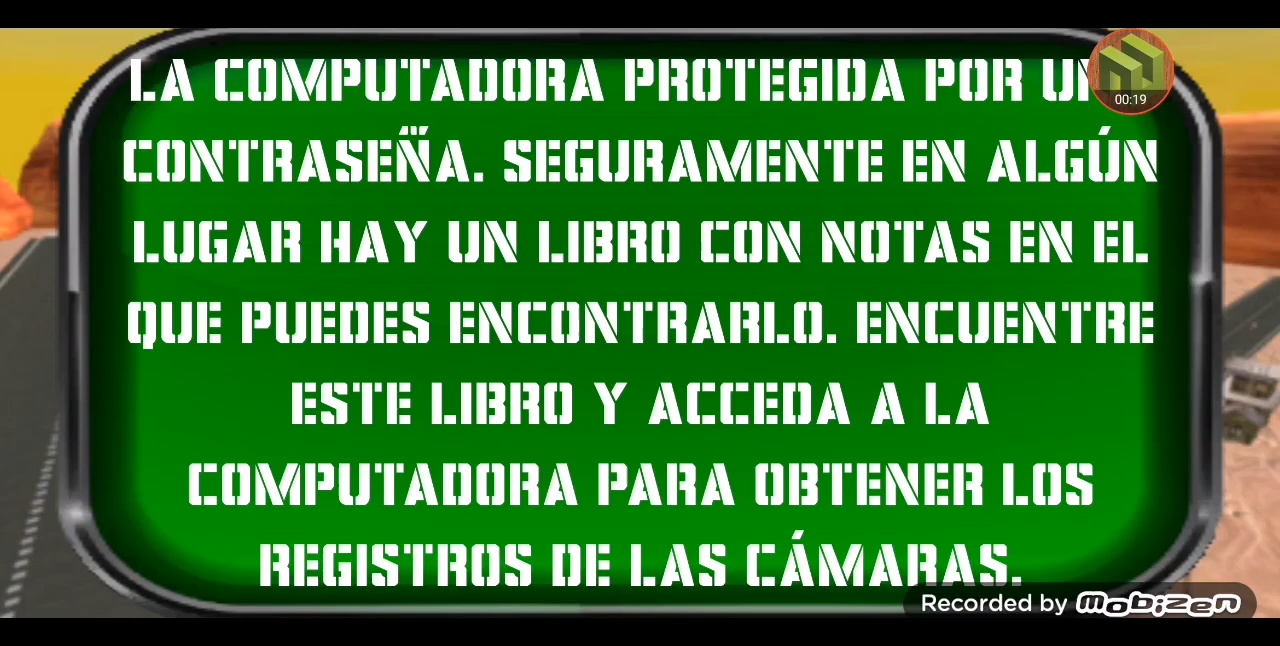 LA COMPUTADORA PROTEGIDA POR
00:19
CONTRASEÑA. SEGURAMENTE EN ALGÚN
LUGAR HAY UN LIBRO CON NOTAS EN EL
QUE PUEDES ENCONTRARLO. ENCUENTRE
ESTE LIBRO Y ACCEDA A LA
COMPUTADORA PARA OBTENER LOS
REGISTROS DE LAS CÁMARAS.
Recorded by mobizen